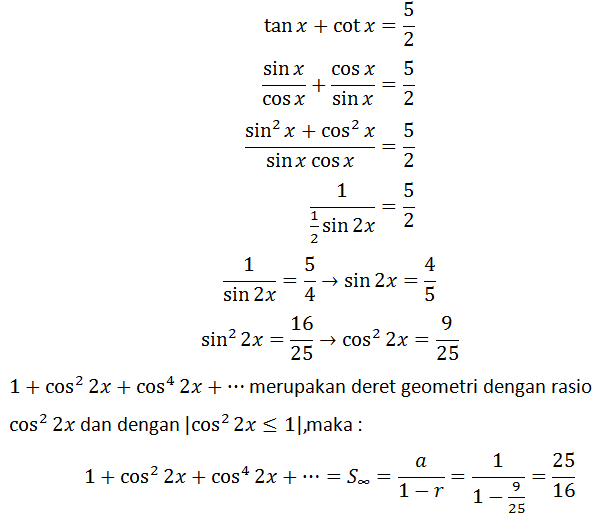 tan x + cot x = 5/2
sin x/cos x + cos x/sin x = 5/2
(sin² x + cos² x)/(sin x cos x) = 5/2
1/(½ sin 2x) = 5/2
1/sin 2x = 5/4 → sin 2x = 4/5
sin² 2x = 16/25 → cos² 2x = 9/25
1 + cos² 2x + cos⁴ 2x + ⋯ merupakan deret geometri dengan rasio
cos² 2x dan dengan |cos² 2x ≤ 1|,maka :
1 + cos² 2x + cos⁴ 2x + ⋯ = S∞ = a/(1 − r) = 1/(1 − 9/25) = 25/16